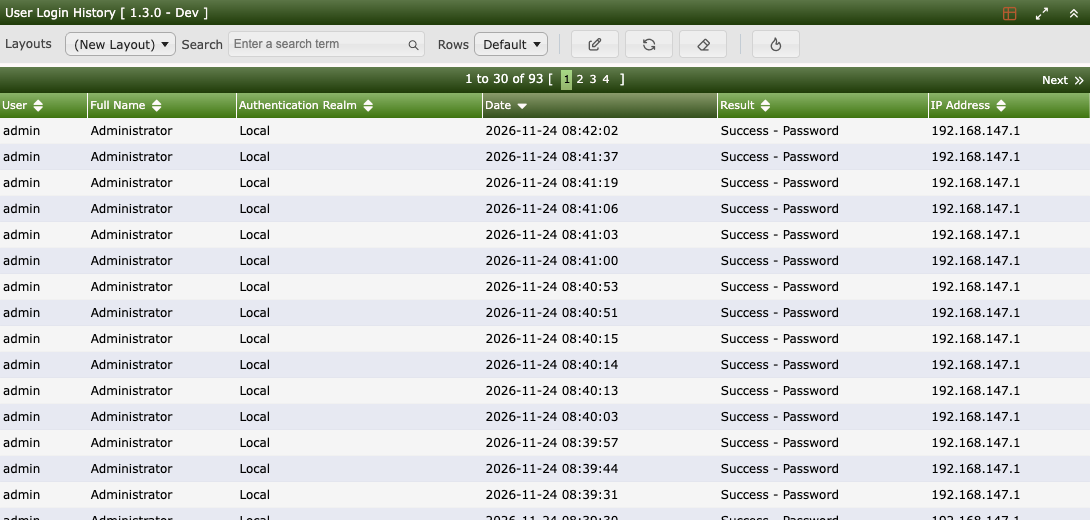 User Login History [ 1.3.0 - Dev ]
Layouts (New Layout) Search Enter a search term Rows Default
1 to 30 of 93 [ 1 2 3 4 ] Next
User Full Name Authentication Realm Date Result IP Address
admin Administrator Local 2026-11-24 08:42:02 Success - Password 192.168.147.1
admin Administrator Local 2026-11-24 08:41:37 Success - Password 192.168.147.1
admin Administrator Local 2026-11-24 08:41:19 Success - Password 192.168.147.1
admin Administrator Local 2026-11-24 08:41:06 Success - Password 192.168.147.1
admin Administrator Local 2026-11-24 08:41:03 Success - Password 192.168.147.1
admin Administrator Local 2026-11-24 08:41:00 Success - Password 192.168.147.1
admin Administrator Local 2026-11-24 08:40:53 Success - Password 192.168.147.1
admin Administrator Local 2026-11-24 08:40:51 Success - Password 192.168.147.1
admin Administrator Local 2026-11-24 08:40:15 Success - Password 192.168.147.1
admin Administrator Local 2026-11-24 08:40:14 Success - Password 192.168.147.1
admin Administrator Local 2026-11-24 08:40:13 Success - Password 192.168.147.1
admin Administrator Local 2026-11-24 08:40:03 Success - Password 192.168.147.1
admin Administrator Local 2026-11-24 08:39:57 Success - Password 192.168.147.1
admin Administrator Local 2026-11-24 08:39:44 Success - Password 192.168.147.1
admin Administrator Local 2026-11-24 08:39:31 Success - Password 192.168.147.1